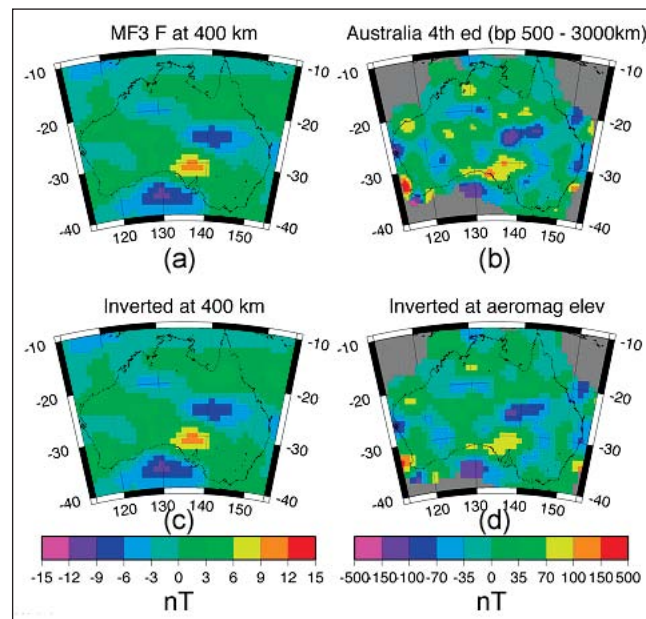 MF3 F at 400 km
Australia 4th ed (bp 500 - 3000km)
-10 -10 -10 -10
-20 -20 -20 -20
-30 -30 -30 -30
-40 -40 -40 -40
120 130 140 150 120 130 140 150
(a) (b)
Inverted at 400 km
Inverted at aeromag elev
-10 -10 -10 -10
-20 -20 -20 -20
-30 -30 -30 -30
-40 -40 -40 -40
120 130 140 150 120 130 140 150
(c) (d)
-15 -12 -9 -6 -3 0 3 6 9 12 15
-500 -150 -100 -70 -35 0 35 70 100 150 500
nT nT